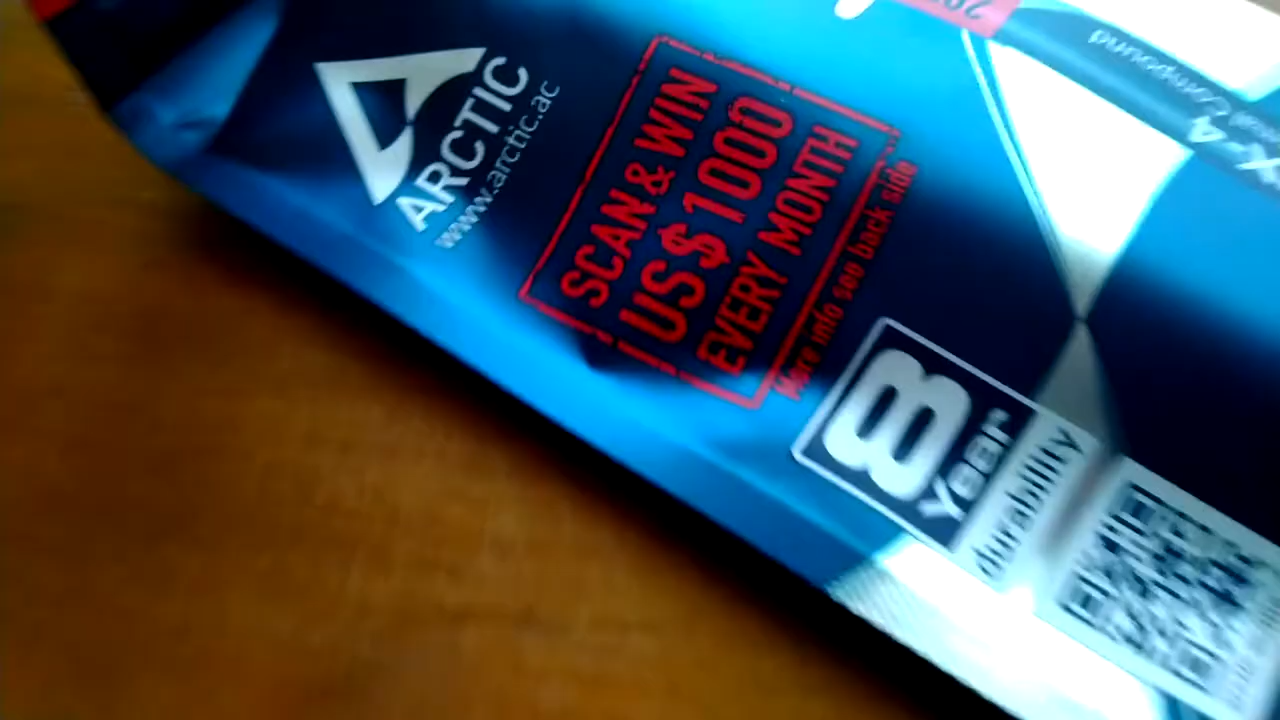 ARCTIC
www.arctic.ac
SCAN & WIN
US$1000
EVERY MONTH
More info see back side
8
Year
durability